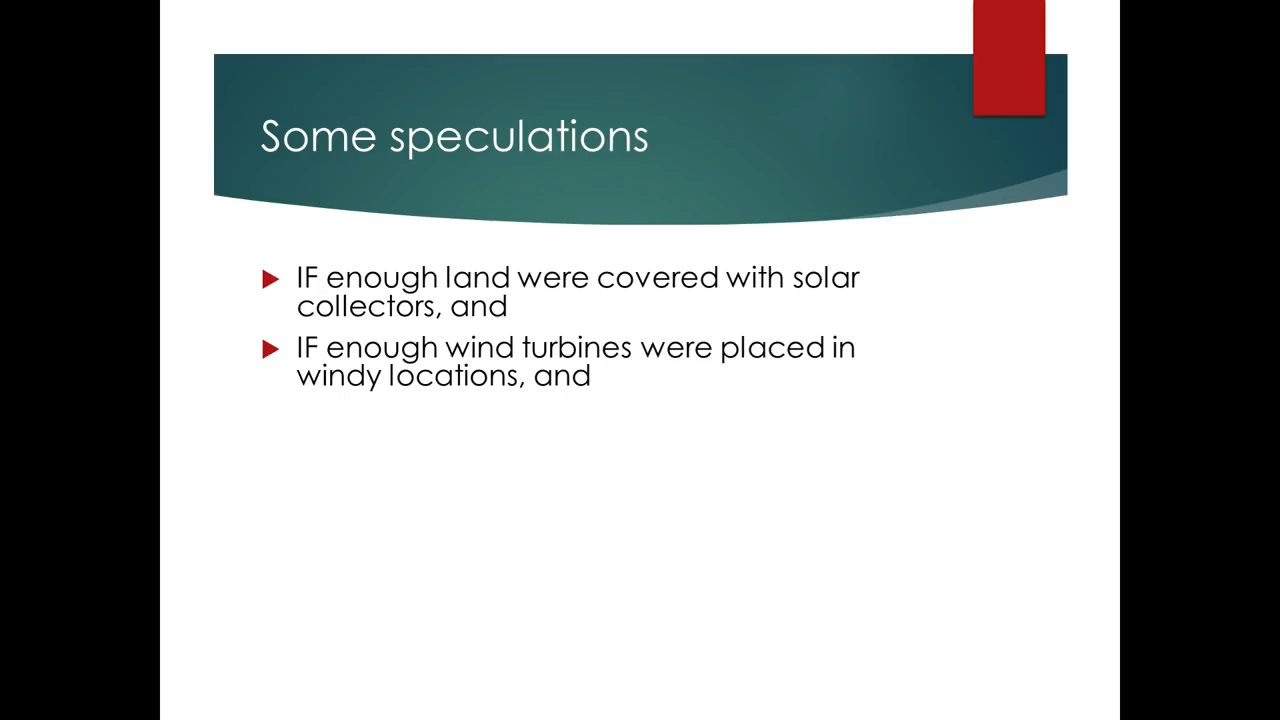 Some speculations
IF enough land were covered with solar
collectors, and
IF enough wind turbines were placed in
windy locations, and